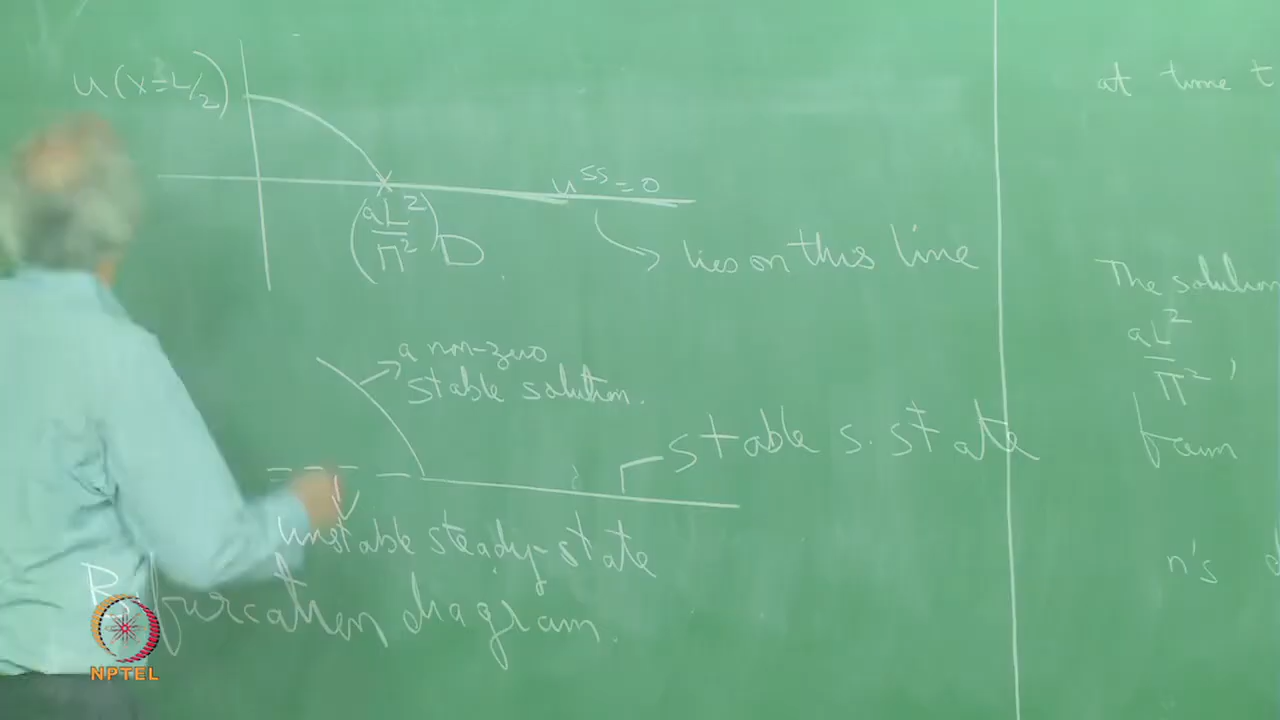 u(x=L/2)
u^SS = 0
(aL²/π²) D
lies on this line
a non-zero
stable solution.
stable s. state
unstable steady-state
Bifurcation diagram.
NPTEL
at time t
The solution
aL²/π² ,
from
n's